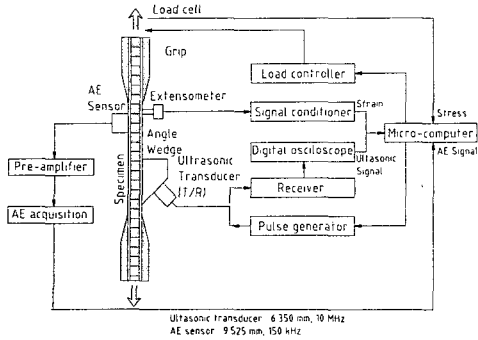 Load cell
Grip
Load controller
AE
Sensor
Extensometer
Signal conditioner
Strain
Stress
Micro-computer
AE Signal
Angle
Wedge
Digital osciloscope
Ultasonic
Signal
Ultrasonic
Transducer
(T/R)
Pre-amplifier
Specimen
Receiver
AE acquisition
Pulse generator
Ultasonic transducer 6 350 mm, 10 MHz
AE sensor 9 525 mm, 150 kHz